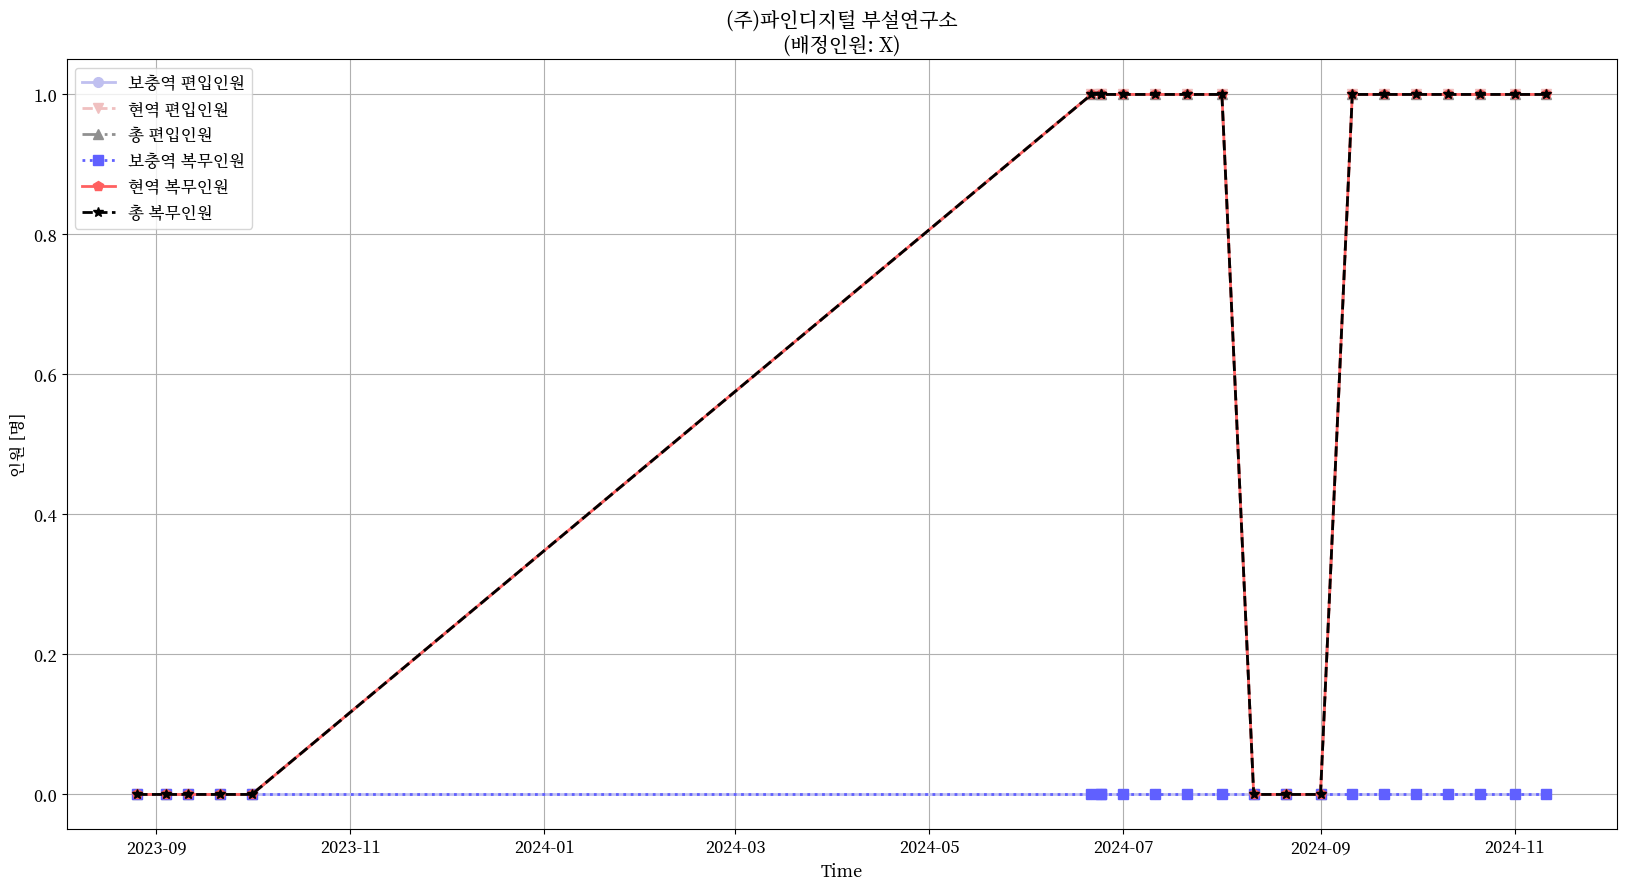 (주)파인디지털 부설연구소
(배정인원: X)
보충역 편입인원
현역 편입인원
총 편입인원
보충역 복무인원
현역 복무인원
총 복무인원
1.0
0.8
0.6
0.4
0.2
0.0
인원 [명]
2023-09
2023-11
2024-01
2024-03
2024-05
2024-07
2024-09
2024-11
Time